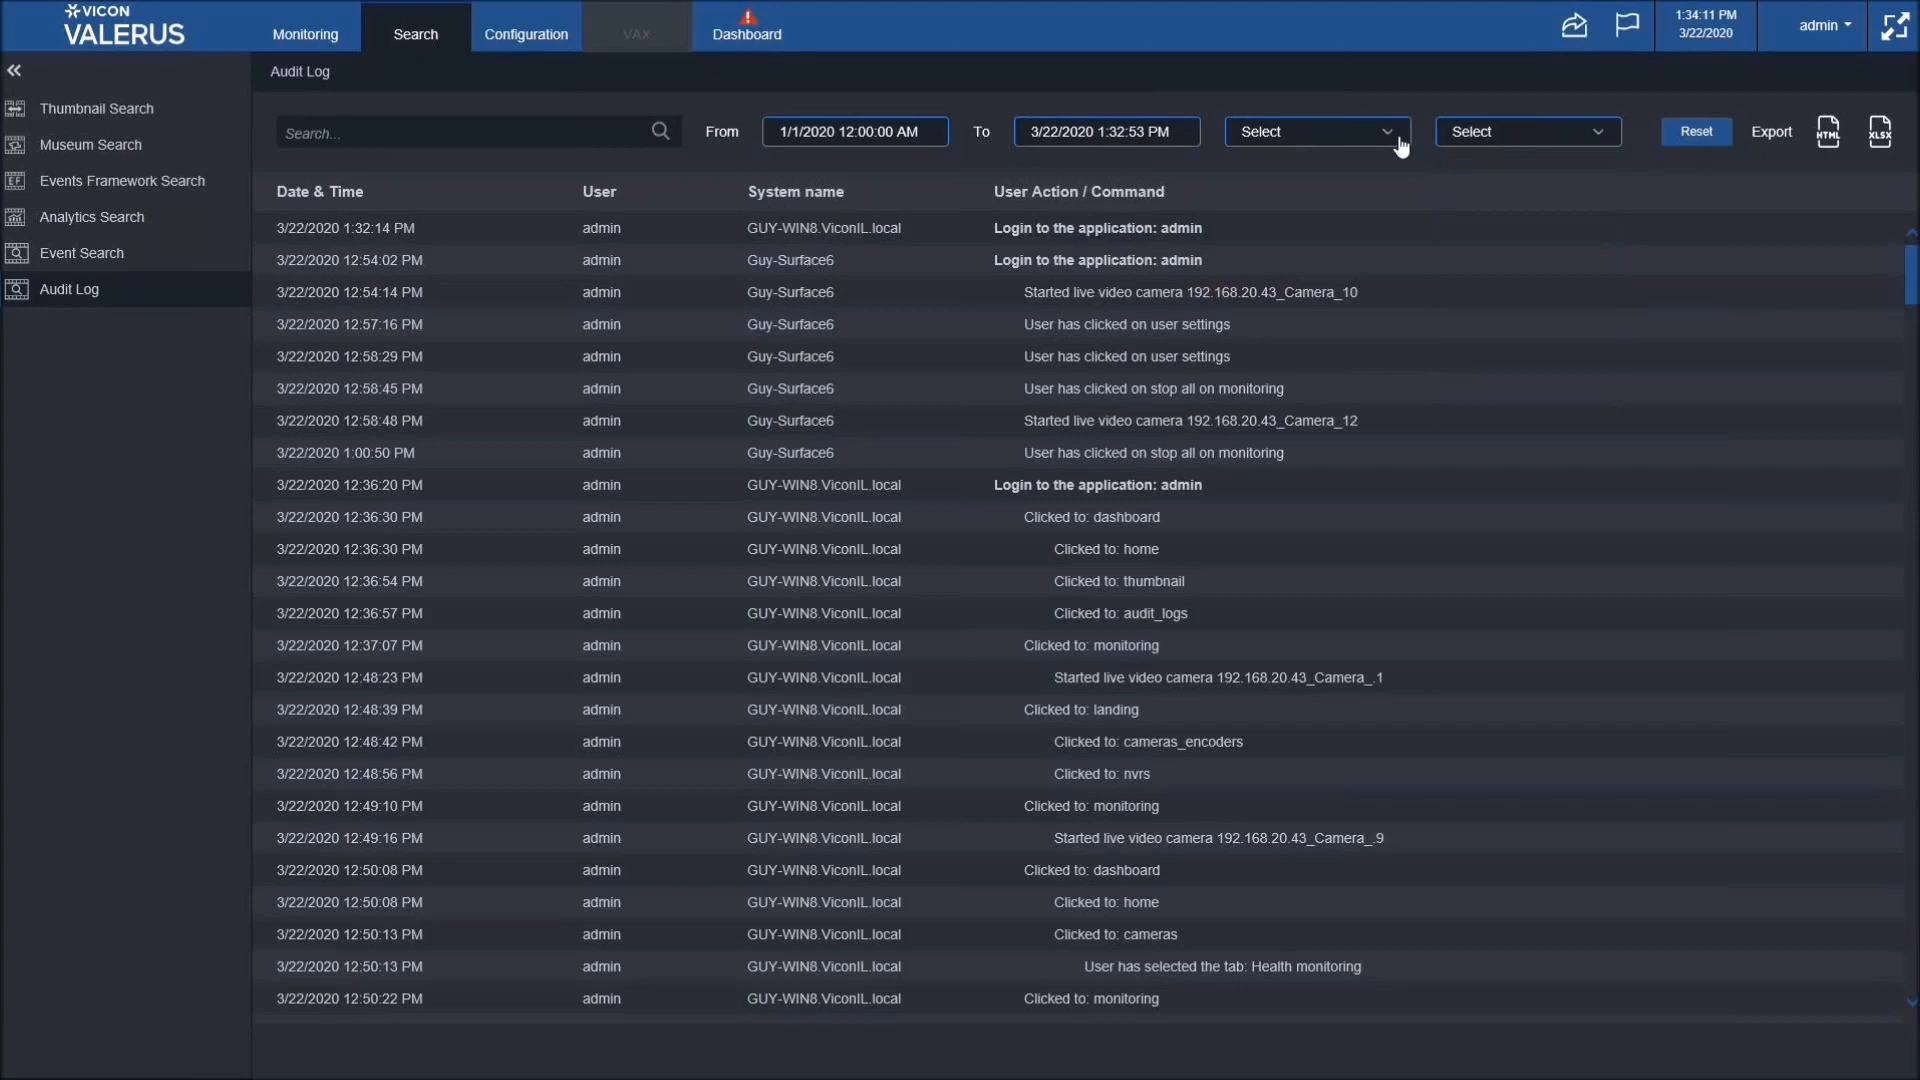 VICON
VALERUS
Monitoring
Search
Configuration
VAX
Dashboard
1:34:11 PM
3/22/2020
admin
Audit Log
Thumbnail Search
Museum Search
EF
Events Framework Search
Analytics Search
Event Search
Audit Log
Search... From 1/1/2020 12:00:00 AM To 3/22/2020 1:32:53 PM Select Select Reset Export HTML XLSX
Date & Time User System name User Action / Command
3/22/2020 1:32:14 PM admin GUY-WIN8.ViconIL.local Login to the application: admin
3/22/2020 12:54:02 PM admin Guy-Surface6 Login to the application: admin
3/22/2020 12:54:14 PM admin Guy-Surface6 Started live video camera 192.168.20.43_Camera_10
3/22/2020 12:57:16 PM admin Guy-Surface6 User has clicked on user settings
3/22/2020 12:58:29 PM admin Guy-Surface6 User has clicked on user settings
3/22/2020 12:58:45 PM admin Guy-Surface6 User has clicked on stop all on monitoring
3/22/2020 12:58:48 PM admin Guy-Surface6 Started live video camera 192.168.20.43_Camera_12
3/22/2020 1:00:50 PM admin Guy-Surface6 User has clicked on stop all on monitoring
3/22/2020 12:36:20 PM admin GUY-WIN8.ViconIL.local Login to the application: admin
3/22/2020 12:36:30 PM admin GUY-WIN8.ViconIL.local Clicked to: dashboard
3/22/2020 12:36:30 PM admin GUY-WIN8.ViconIL.local Clicked to: home
3/22/2020 12:36:54 PM admin GUY-WIN8.ViconIL.local Clicked to: thumbnail
3/22/2020 12:36:57 PM admin GUY-WIN8.ViconIL.local Clicked to: audit_logs
3/22/2020 12:37:07 PM admin GUY-WIN8.ViconIL.local Clicked to: monitoring
3/22/2020 12:48:23 PM admin GUY-WIN8.ViconIL.local Started live video camera 192.168.20.43_Camera_.1
3/22/2020 12:48:39 PM admin GUY-WIN8.ViconIL.local Clicked to: landing
3/22/2020 12:48:42 PM admin GUY-WIN8.ViconIL.local Clicked to: cameras_encoders
3/22/2020 12:48:56 PM admin GUY-WIN8.ViconIL.local Clicked to: nvrs
3/22/2020 12:49:10 PM admin GUY-WIN8.ViconIL.local Clicked to: monitoring
3/22/2020 12:49:16 PM admin GUY-WIN8.ViconIL.local Started live video camera 192.168.20.43_Camera_.9
3/22/2020 12:50:08 PM admin GUY-WIN8.ViconIL.local Clicked to: dashboard
3/22/2020 12:50:08 PM admin GUY-WIN8.ViconIL.local Clicked to: home
3/22/2020 12:50:13 PM admin GUY-WIN8.ViconIL.local Clicked to: cameras
3/22/2020 12:50:13 PM admin GUY-WIN8.ViconIL.local User has selected the tab: Health monitoring
3/22/2020 12:50:22 PM admin GUY-WIN8.ViconIL.local Clicked to: monitoring